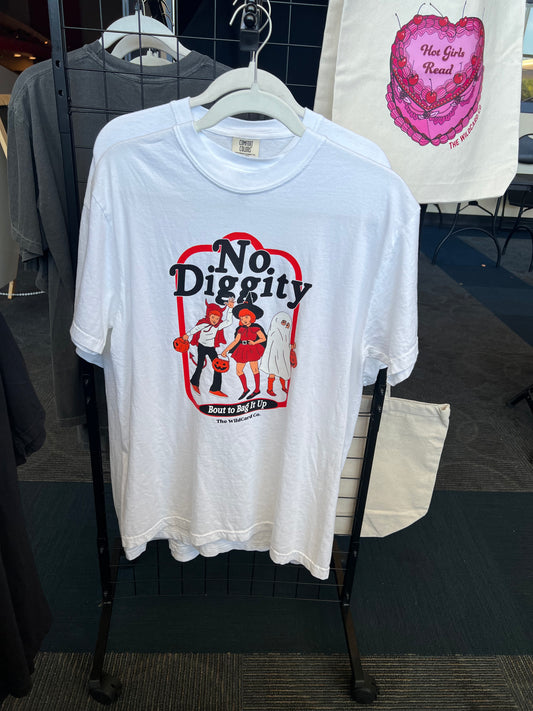 Hot Girls
Read
THE WILDCARD CO.
COMFORT
COLORS
No
Diggity
Bout to Bag It Up
The WildCard Co.